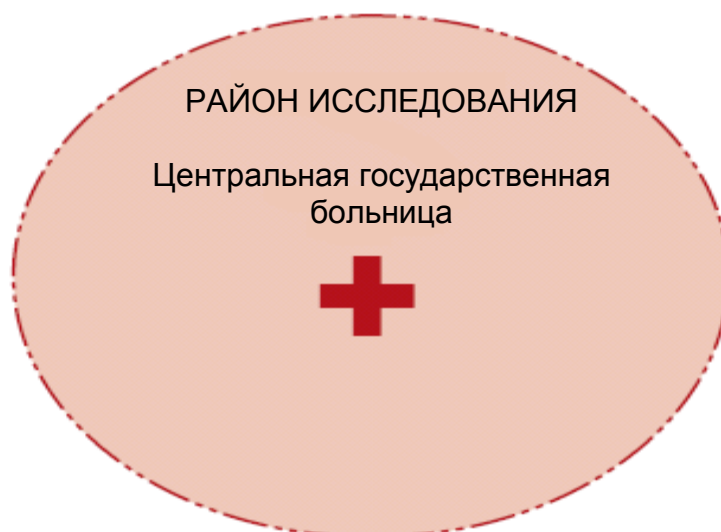 РАЙОН ИССЛЕДОВАНИЯ
Центральная государственная
больница